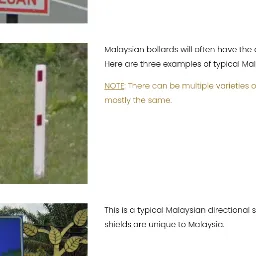 Malaysian bollards will often have the
Here are three examples of typical
NOTE: There can be multiple varieties
mostly the same.
This is a typical Malaysian directional
shields are unique to Malaysia.